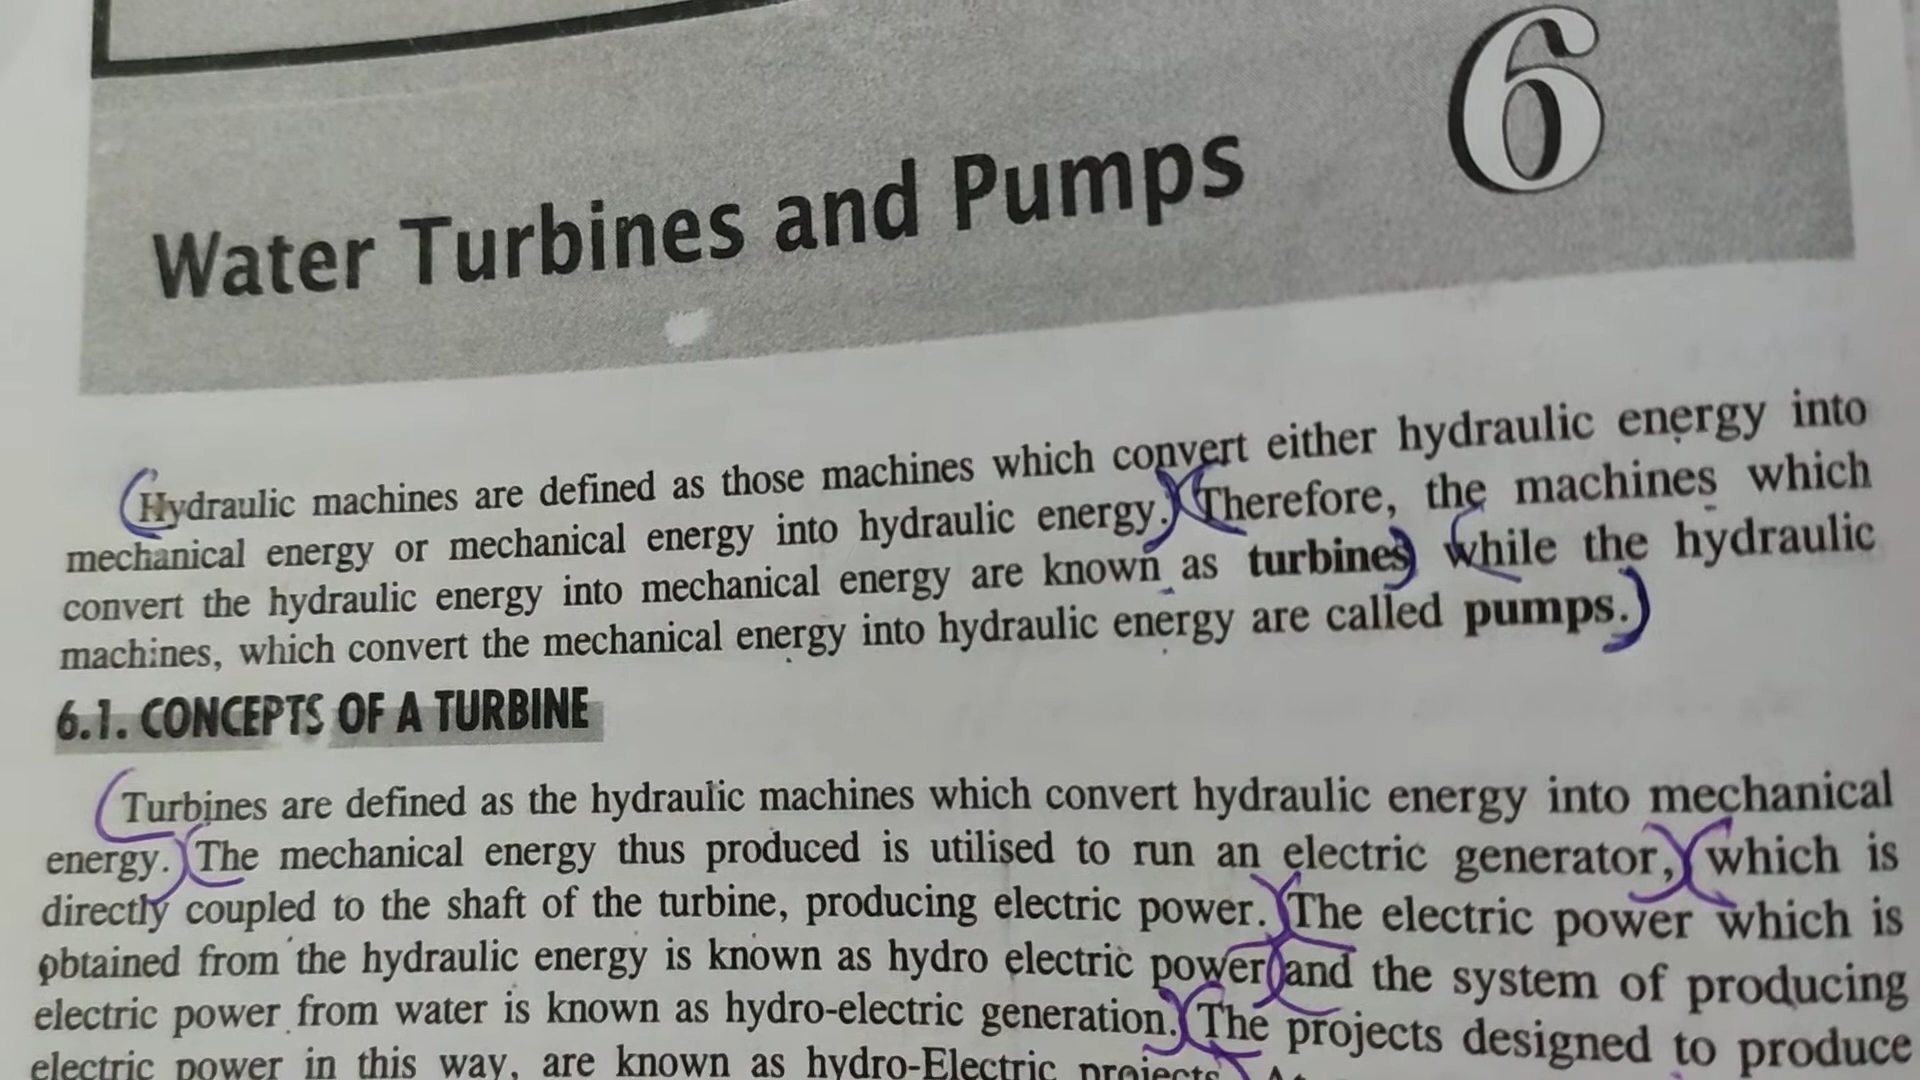 6
Water Turbines and Pumps
Hydraulic machines are defined as those machines which convert either hydraulic energy into
mechanical energy or mechanical energy into hydraulic energy. Therefore, the machines which
convert the hydraulic energy into mechanical energy are known as turbines while the hydraulic
machines, which convert the mechanical energy into hydraulic energy are called pumps.
6.1. CONCEPTS OF A TURBINE
Turbines are defined as the hydraulic machines which convert hydraulic energy into mechanical
energy. The mechanical energy thus produced is utilised to run an electric generator, which is
directly coupled to the shaft of the turbine, producing electric power. The electric power which is
obtained from the hydraulic energy is known as hydro electric power and the system of producing
electric power from water is known as hydro-electric generation. The projects designed to produce
electric power in this way, are known as hydro-Electric projects.